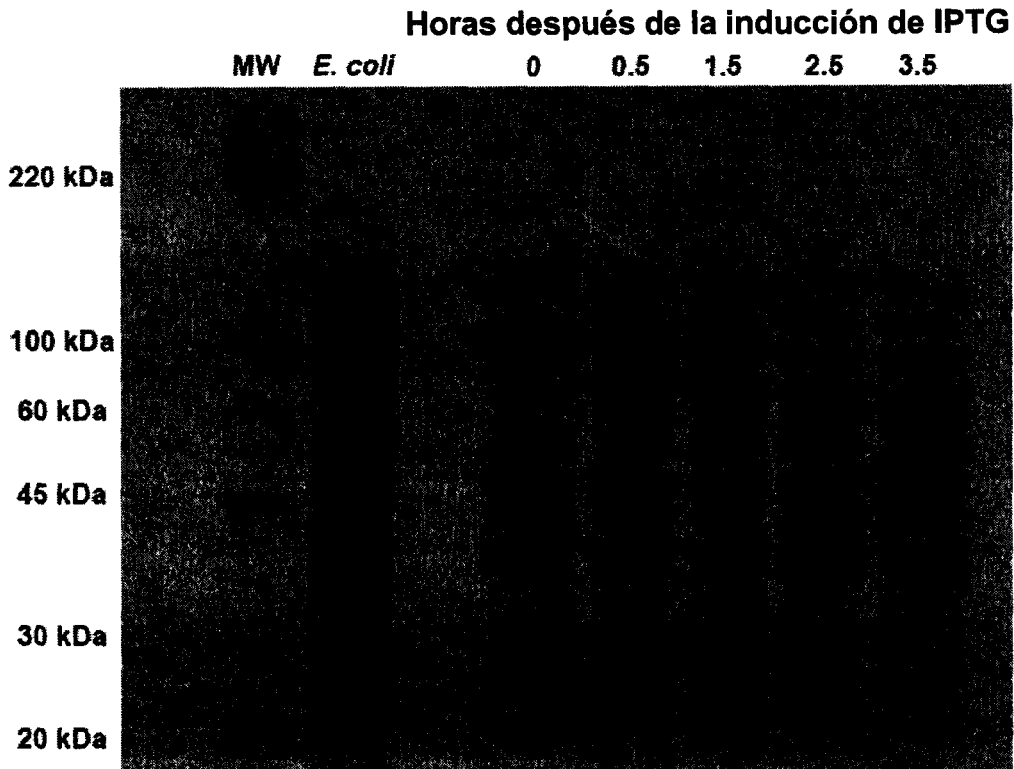 Horas después de la inducción de IPTG
MW E. coli 0 0.5 1.5 2.5 3.5
220 kDa
100 kDa
60 kDa
45 kDa
30 kDa
20 kDa